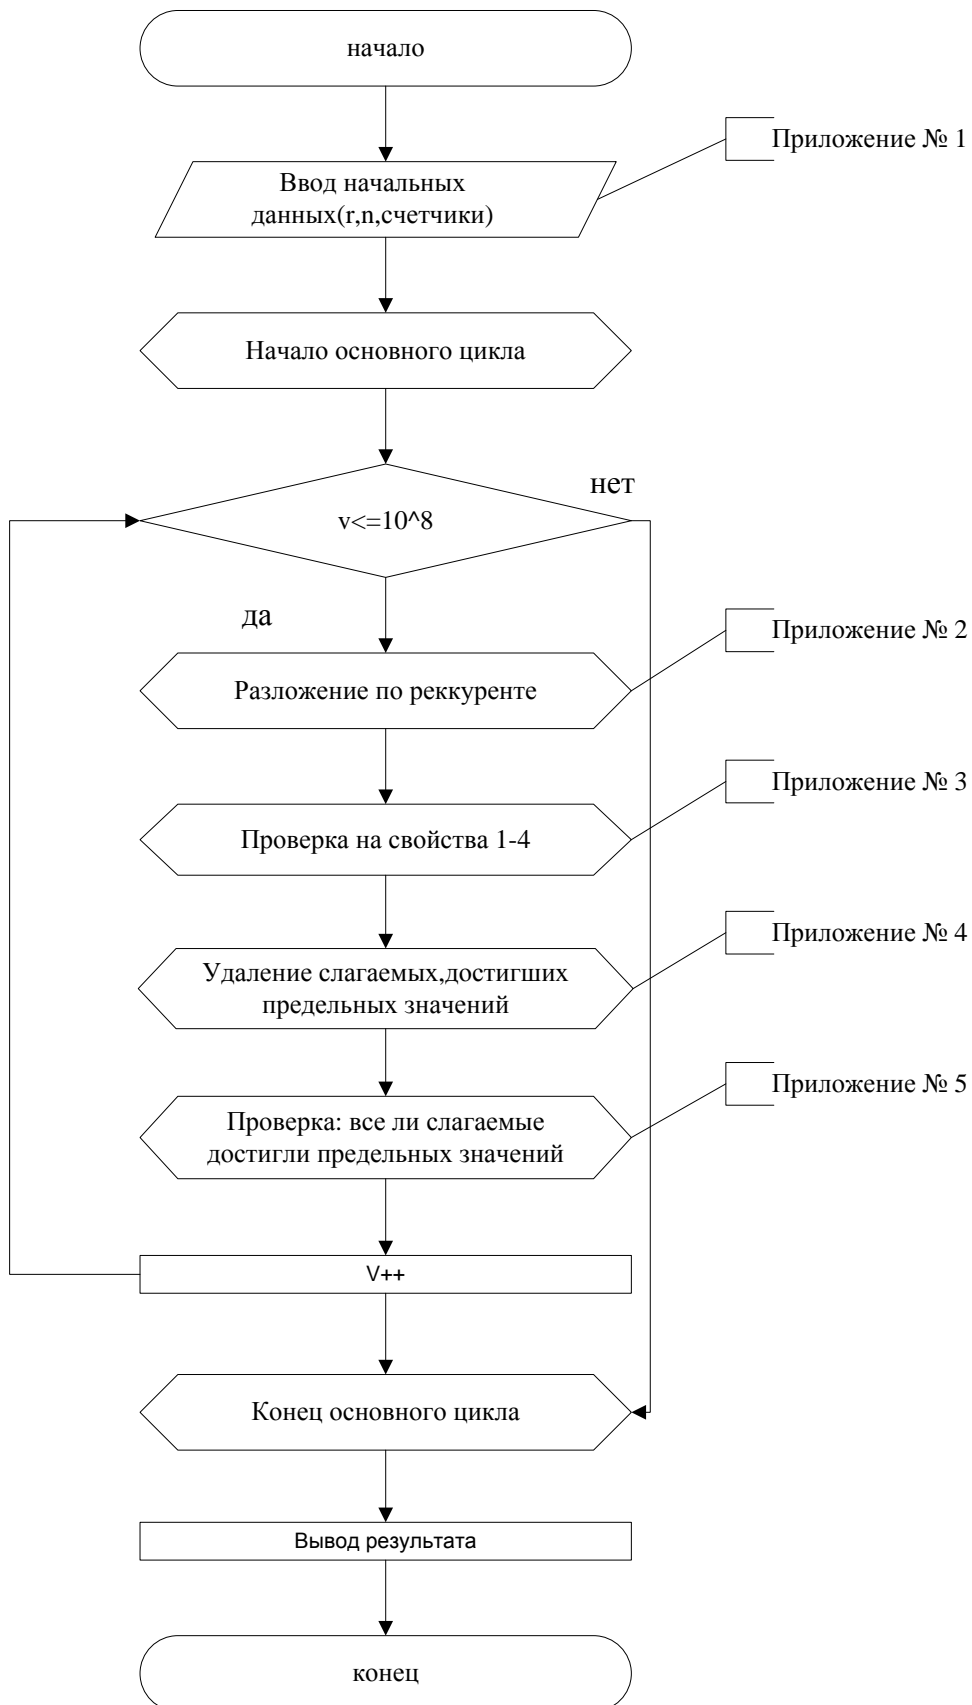 начало
Приложение № 1
Ввод начальных
данных(r,n,счетчики)
Начало основного цикла
нет
v<=10^8
да
Приложение № 2
Разложение по реккуренте
Приложение № 3
Проверка на свойства 1-4
Приложение № 4
Удаление слагаемых,достигших
предельных значений
Приложение № 5
Проверка: все ли слагаемые
достигли предельных значений
V++
Конец основного цикла
Вывод результата
конец